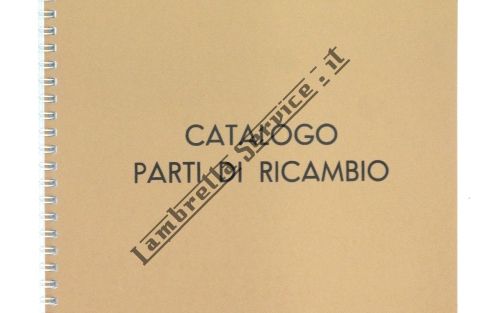 CATALOGO
PARTI DI RICAMBIO
Lambretta Service.it